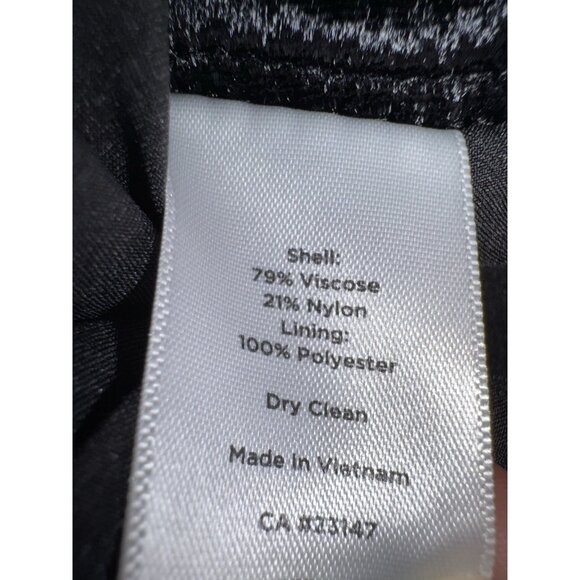 Shell:
79% Viscose
21% Nylon
Lining:
100% Polyester
Dry Clean
Made In Vietnam
CA #23147